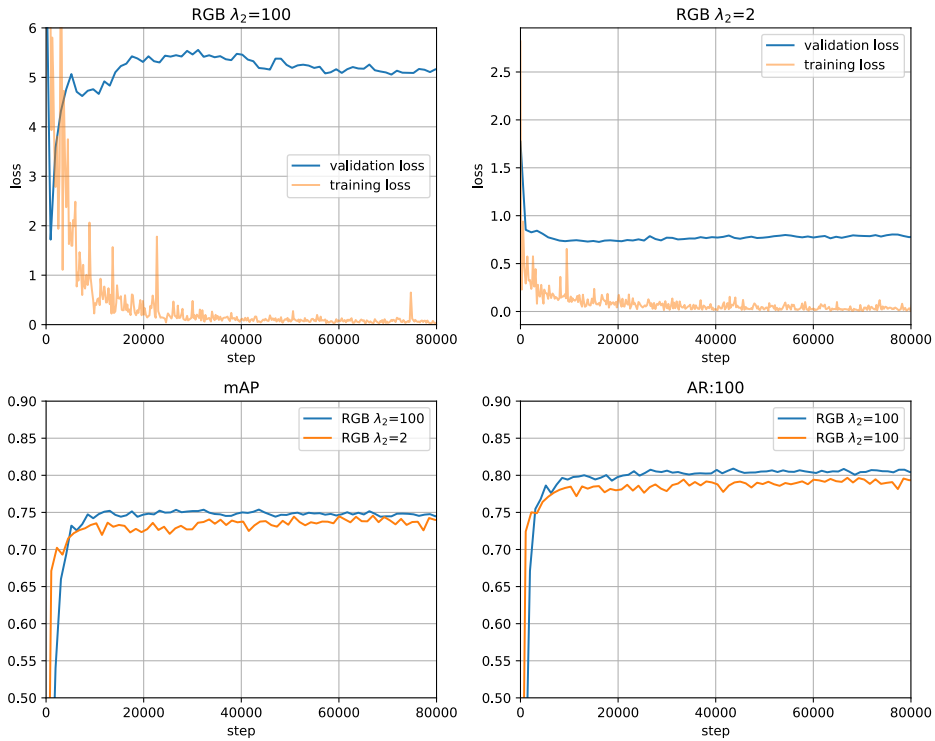 RGB λ₂=100
6
5
4
3
2
1
0
loss
validation loss
training loss
0 20000 40000 60000 80000
step
RGB λ₂=2
2.5
2.0
1.5
1.0
0.5
0.0
loss
validation loss
training loss
0 20000 40000 60000 80000
step
mAP
0.90
0.85
0.80
0.75
0.70
0.65
0.60
0.55
0.50
RGB λ₂=100
RGB λ₂=2
0 20000 40000 60000 80000
step
AR:100
0.90
0.85
0.80
0.75
0.70
0.65
0.60
0.55
0.50
RGB λ₂=100
RGB λ₂=100
0 20000 40000 60000 80000
step